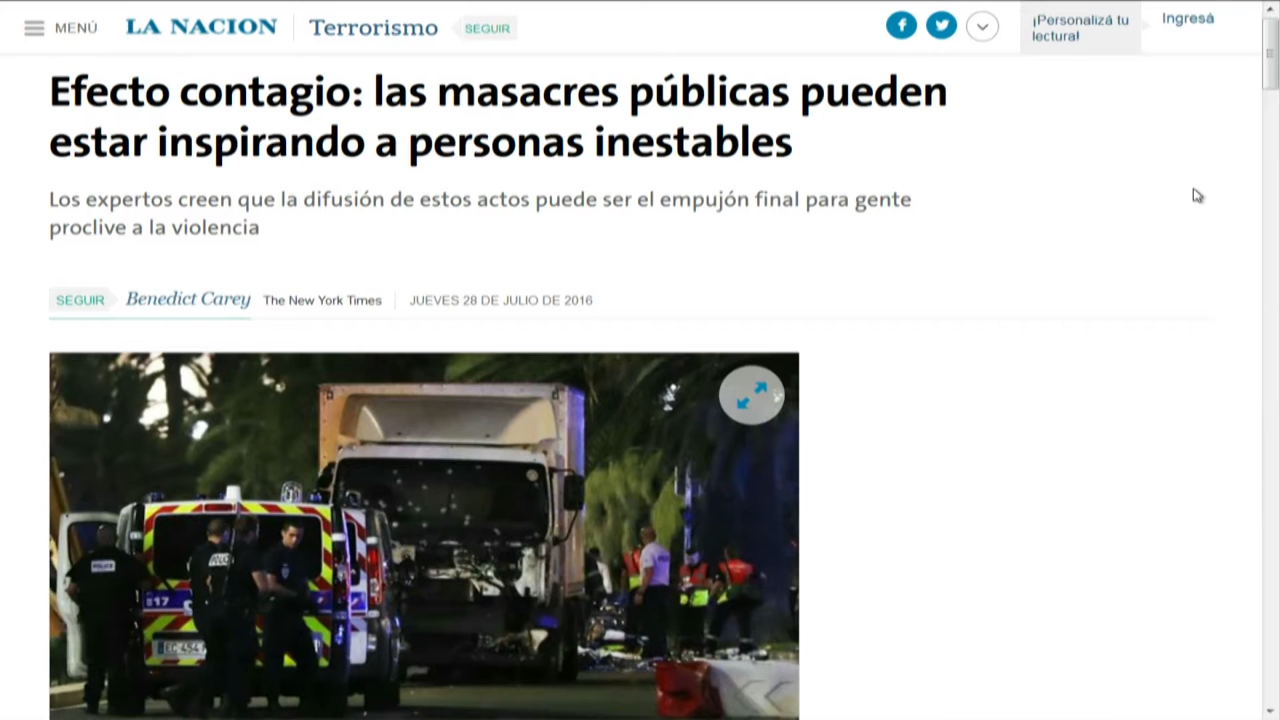 MENÚ LA NACION Terrorismo SEGUIR
¡Personalizá tu
lectura!
Ingresá
Efecto contagio: las masacres públicas pueden
estar inspirando a personas inestables
Los expertos creen que la difusión de estos actos puede ser el empujón final para gente
proclive a la violencia
SEGUIR Benedict Carey The New York Times JUEVES 28 DE JULIO DE 2016
POLICE
POLICE
17